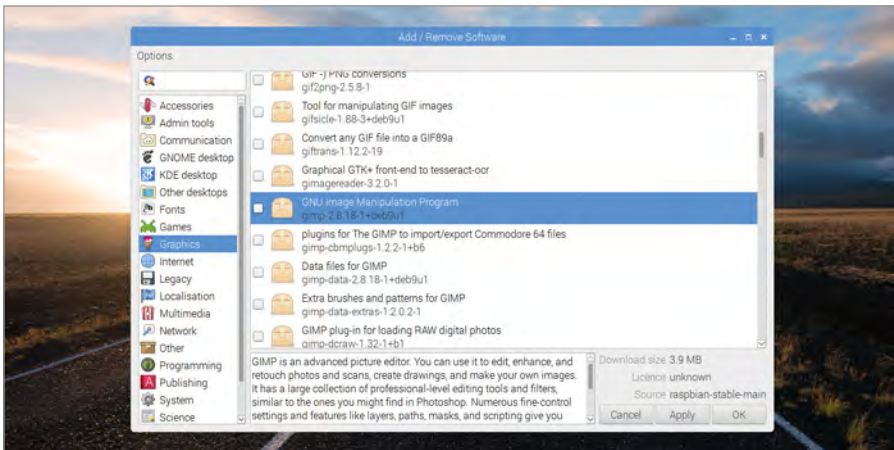 Add / Remove Software
Options
Accessories
Admin tools
Communication
GNOME desktop
KDE desktop
Other desktops
Fonts
Games
Graphics
Internet
Legacy
Localisation
Multimedia
Network
Other
Programming
Publishing
System
Science
GIF -) PNG conversions
gif2png-2.5.8-1
Tool for manipulating GIF images
gifsicle-1.88-3+deb9u1
Convert any GIF file into a GIF89a
giftrans-1.12.2-19
Graphical GTK+ front-end to tesseract-ocr
gimagereader-3.2.0-1
GNU Image Manipulation Program
gimp-2.8.18-1+deb9u1
plugins for The GIMP to import/export Commodore 64 files
gimp-cbmplugs-1.2.2-1+b6
Data files for GIMP
gimp-data-2.8.18-1+deb9u1
Extra brushes and patterns for GIMP
gimp-data-extras-1:2.0.2-1
GIMP plug-in for loading RAW digital photos
gimp-dcraw-1.32-1+b1
GIMP is an advanced picture editor. You can use it to edit, enhance, and
retouch photos and scans, create drawings, and make your own images.
It has a large collection of professional-level editing tools and filters,
similar to the ones you might find in Photoshop. Numerous fine-control
settings and features like layers, paths, masks, and scripting give you
Download size 3.9 MB
Licence unknown
Source raspbian-stable-main
Cancel Apply OK